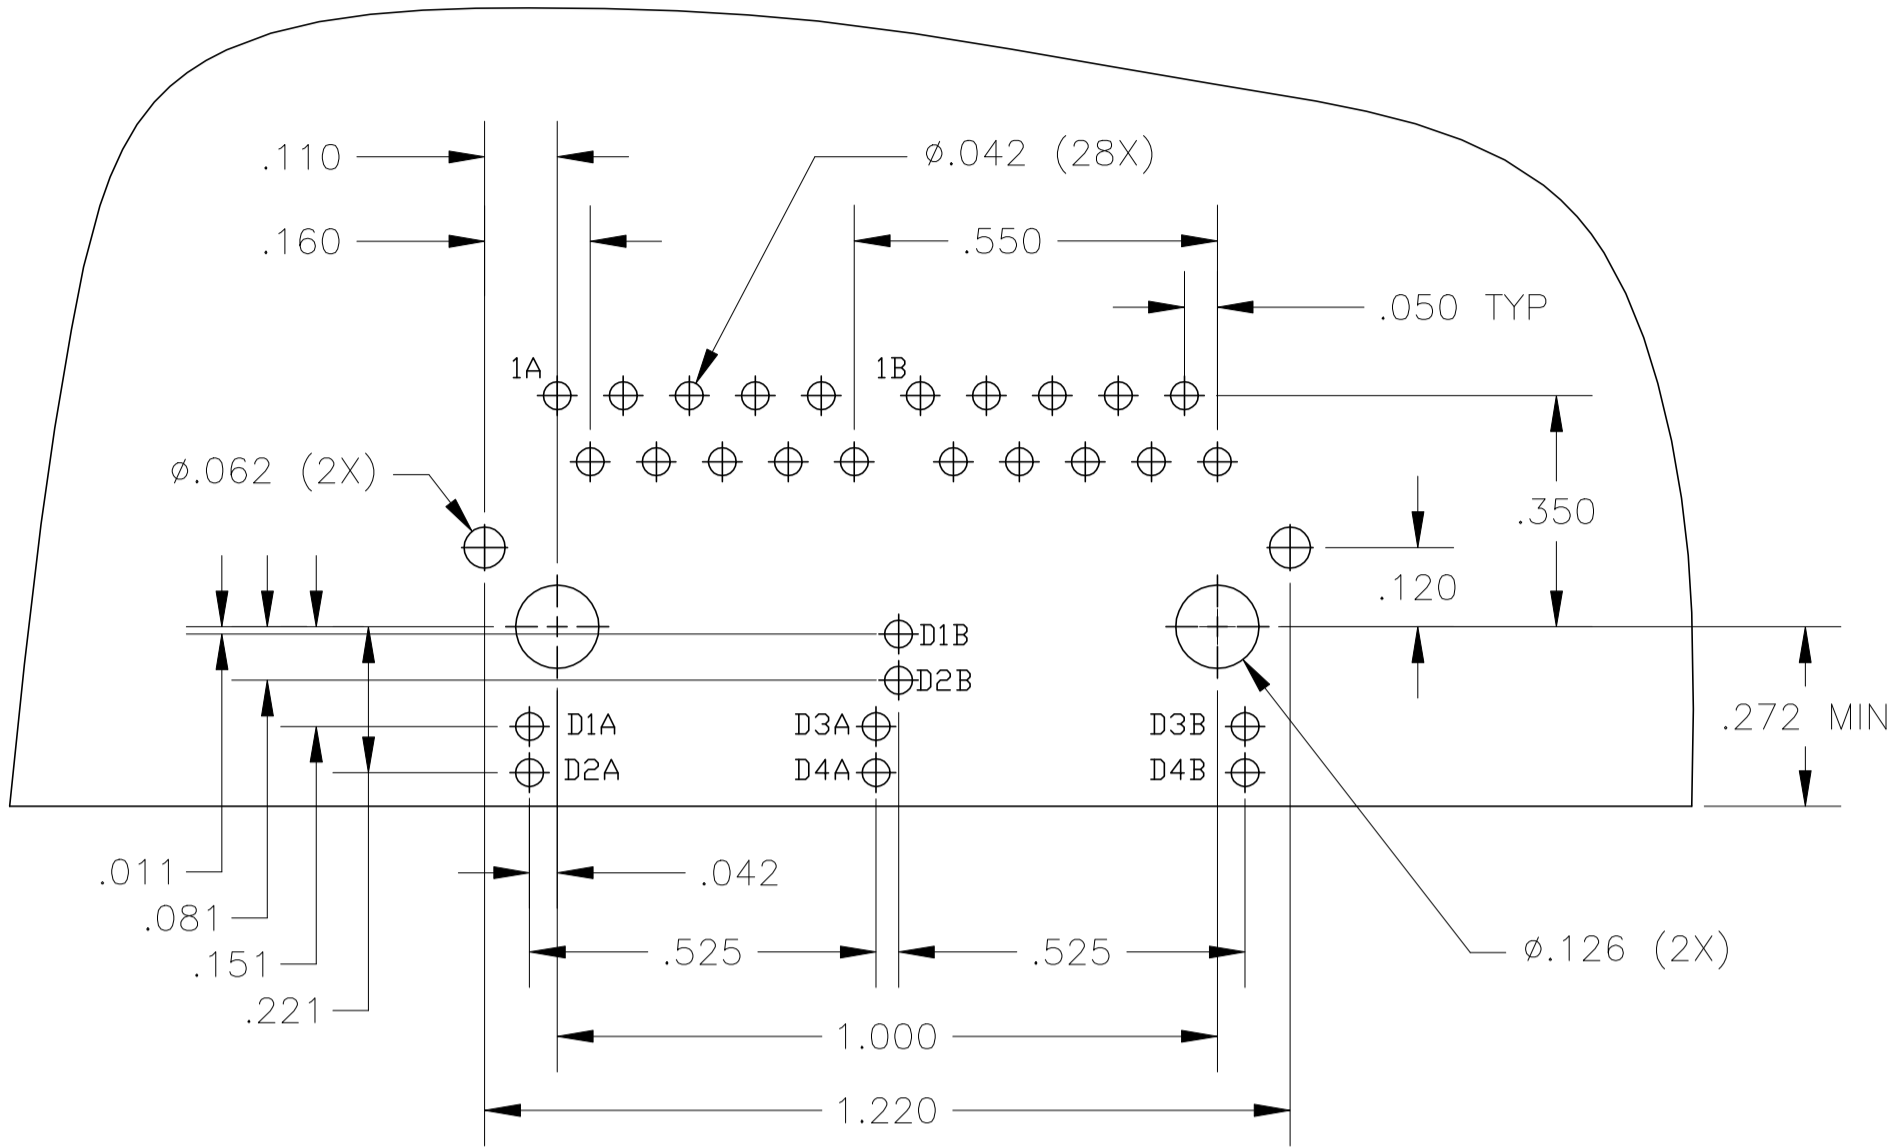 .110
ø.042 (28X)
.160
.550
.050 TYP
1A
1B
ø.062 (2X)
.350
.120
D1B
D2B
.272 MIN
D1A
D3A
D3B
D2A
D4A
D4B
.011
.042
.081
.151
.525
.525
ø.126 (2X)
.221
1.000
1.220